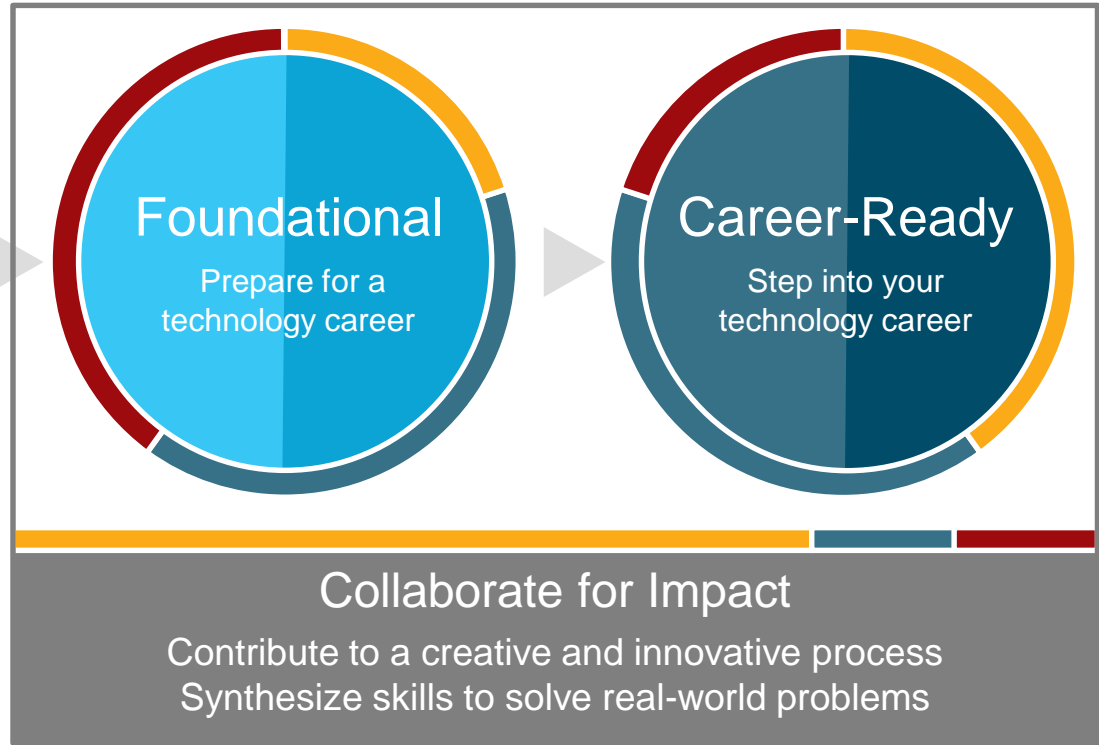 Foundational
Prepare for a
technology career
Career-Ready
Step into your
technology career
Collaborate for Impact
Contribute to a creative and innovative process
Synthesize skills to solve real-world problems